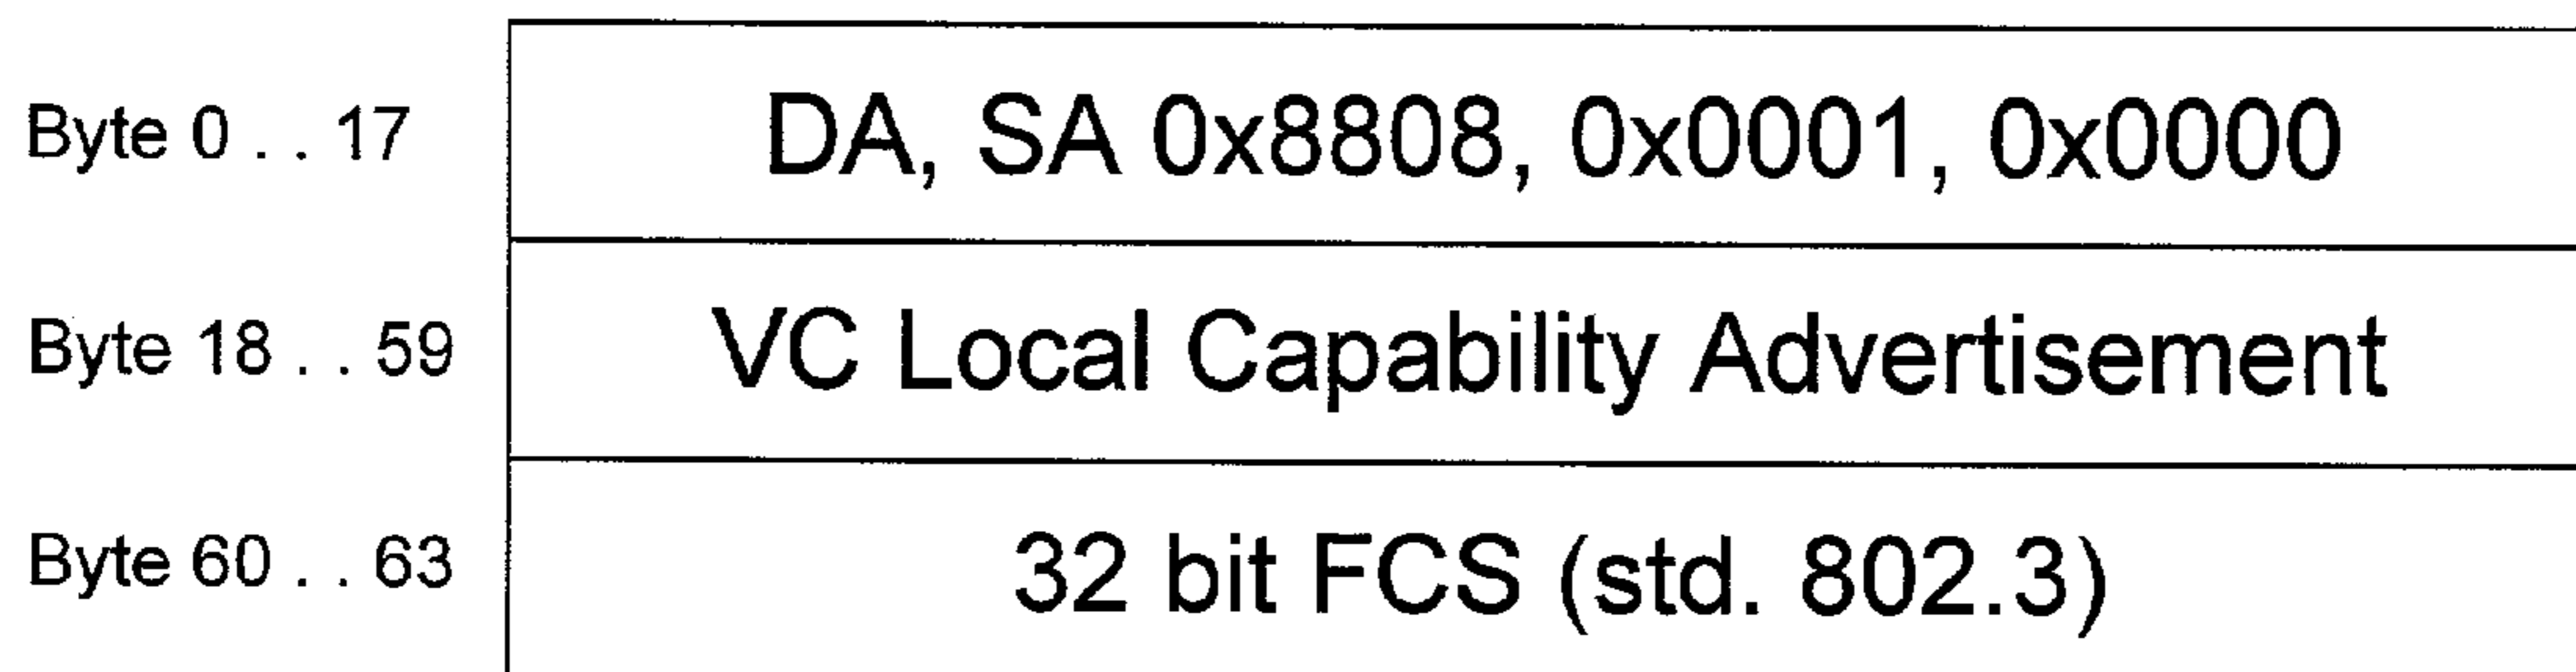 Byte 0 . . 17 DA, SA 0x8808, 0x0001, 0x0000
Byte 18 . . 59 VC Local Capability Advertisement
Byte 60 . . 63 32 bit FCS (std. 802.3)